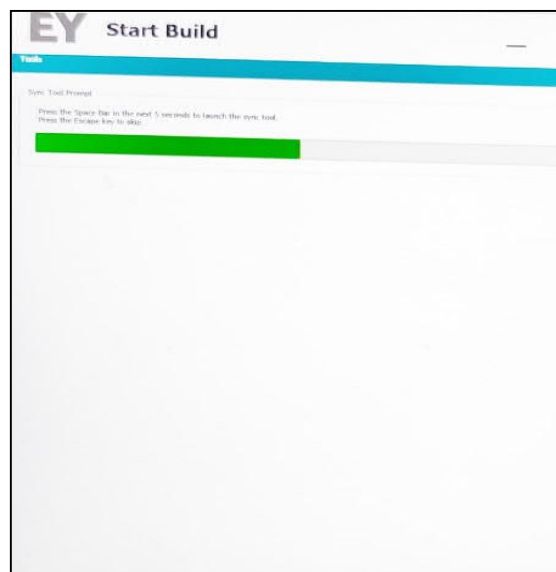 EY Start Build
Tools
Sync Tool Prompt
Press the Space Bar in the next 5 seconds to launch the sync tool.
Press the Escape key to skip